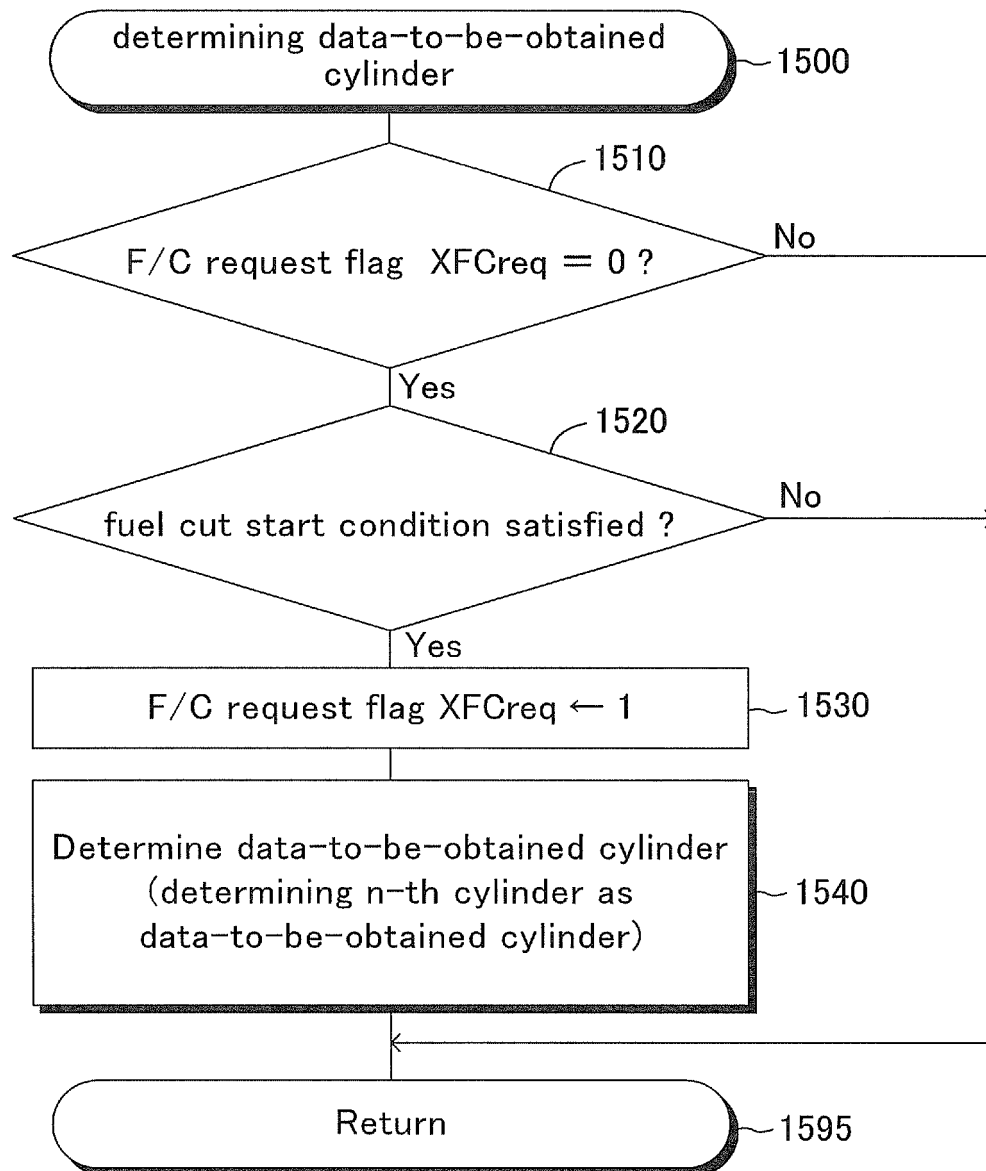 determining data-to-be-obtained
cylinder
1500
1510
F/C request flag XFCreq = 0 ?
No
Yes
1520
fuel cut start condition satisfied ?
No
Yes
F/C request flag XFCreq ← 1
1530
Determine data-to-be-obtained cylinder
(determining n-th cylinder as
data-to-be-obtained cylinder)
1540
Return
1595